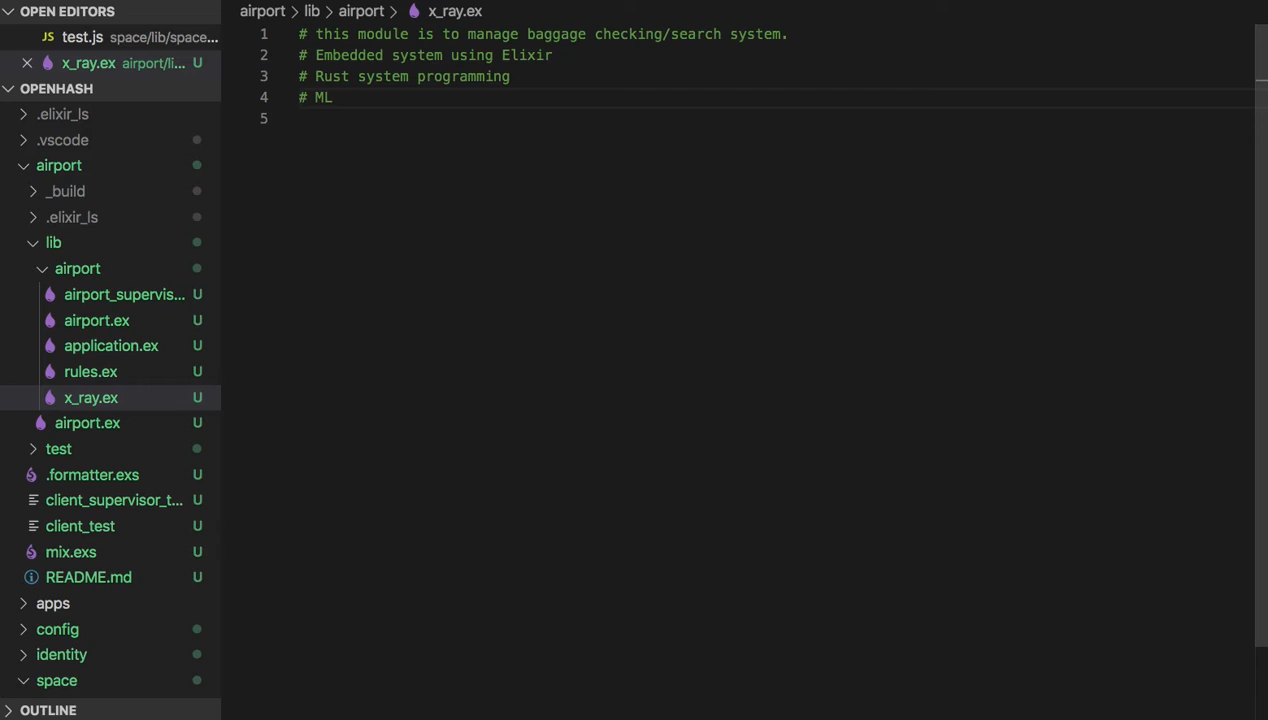 OPEN EDITORS
JS test.js space/lib/space...
x_ray.ex airport/li... U
OPENHASH
.elixir_ls
.vscode
airport
_build
.elixir_ls
lib
airport
airport_supervis... U
airport.ex U
application.ex U
rules.ex U
x_ray.ex U
airport.ex U
test
.formatter.exs U
client_supervisor_t... U
client_test U
mix.exs U
README.md U
apps
config
identity
space
OUTLINE
airport > lib > airport > x_ray.ex
1 # this module is to manage baggage checking/search system.
2 # Embedded system using Elixir
3 # Rust system programming
4 # ML
5